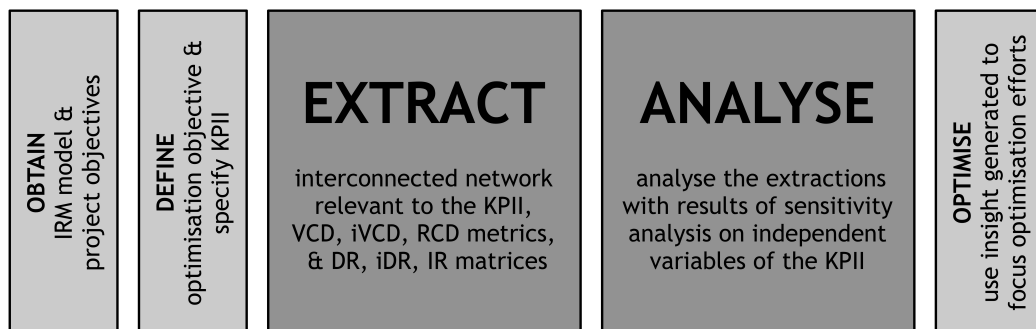 OBTAIN
IRM model &
project objectives
DEFINE
optimisation objective &
specify KPII
EXTRACT
interconnected network
relevant to the KPII,
VCD, iVCD, RCD metrics,
& DR, iDR, IR matrices
ANALYSE
analyse the extractions
with results of sensitivity
analysis on independent
variables of the KPII
OPTIMISE
use insight generated to
focus optimisation efforts